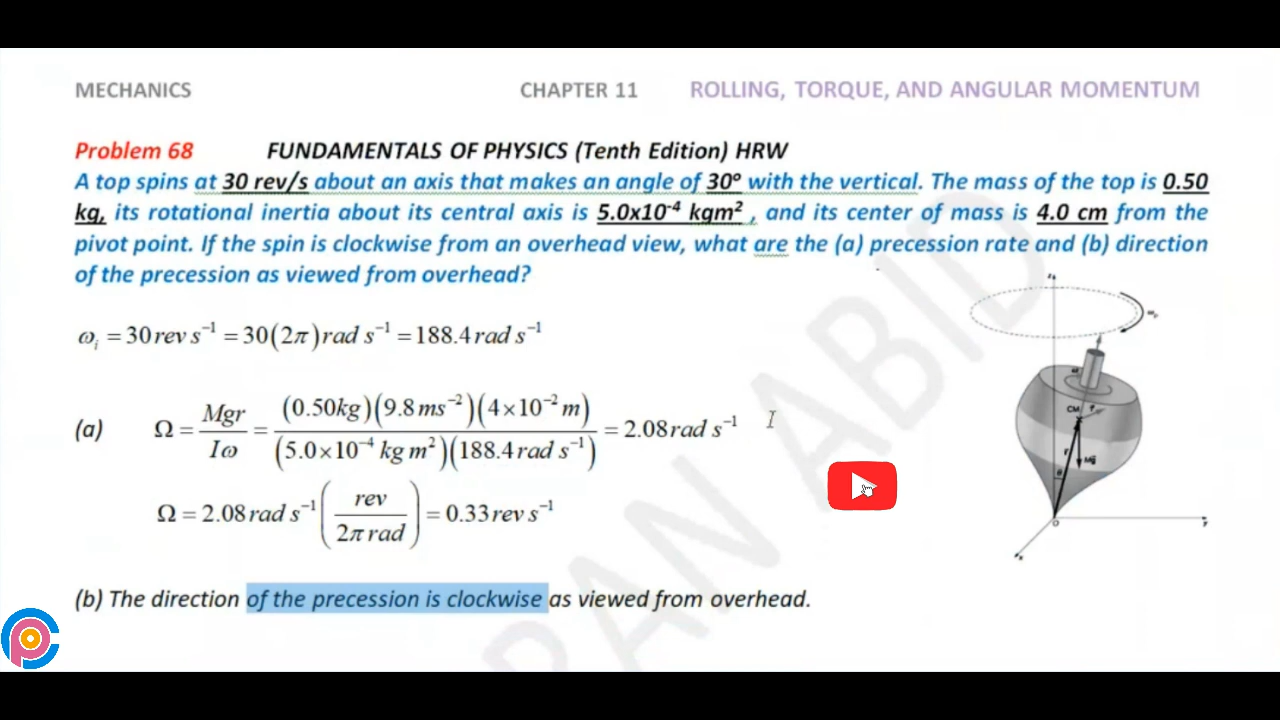 MECHANICS CHAPTER 11 ROLLING, TORQUE, AND ANGULAR MOMENTUM
Problem 68 FUNDAMENTALS OF PHYSICS (Tenth Edition) HRW
A top spins at 30 rev/s about an axis that makes an angle of 30° with the vertical. The mass of the top is 0.50
kg, its rotational inertia about its central axis is 5.0x10⁻⁴ kgm², and its center of mass is 4.0 cm from the
pivot point. If the spin is clockwise from an overhead view, what are the (a) precession rate and (b) direction
of the precession as viewed from overhead?
ωᵢ = 30 rev s⁻¹ = 30(2π) rad s⁻¹ = 188.4 rad s⁻¹
(a) Ω = Mgr / Iω = (0.50kg)(9.8 ms⁻²)(4×10⁻² m) / (5.0×10⁻⁴ kg m²)(188.4 rad s⁻¹) = 2.08 rad s⁻¹
Ω = 2.08 rad s⁻¹ (rev / 2π rad) = 0.33 rev s⁻¹
(b) The direction of the precession is clockwise as viewed from overhead.
CM
r
Mg
θ
O
PAN ABID